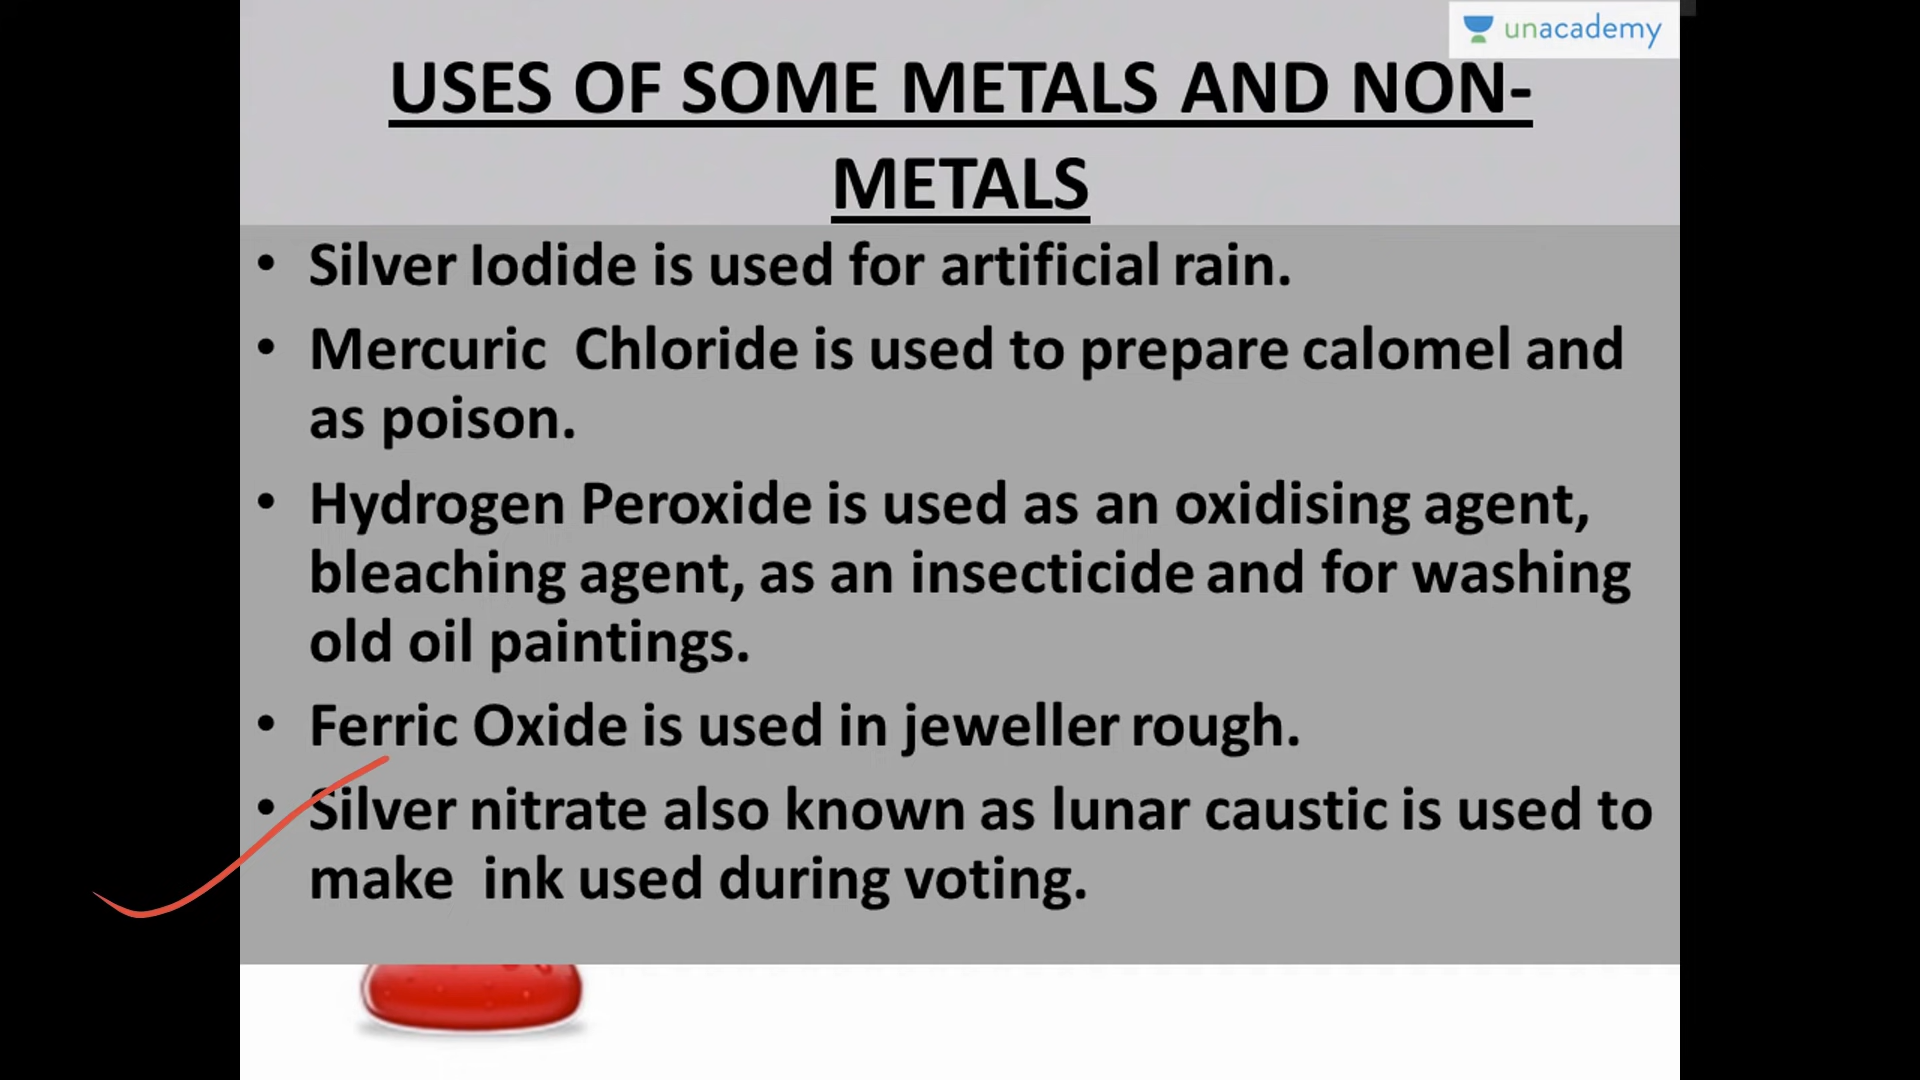 unacademy
USES OF SOME METALS AND NON-
METALS
• Silver Iodide is used for artificial rain.
• Mercuric Chloride is used to prepare calomel and
as poison.
• Hydrogen Peroxide is used as an oxidising agent,
bleaching agent, as an insecticide and for washing
old oil paintings.
• Ferric Oxide is used in jeweller rough.
• Silver nitrate also known as lunar caustic is used to
make ink used during voting.